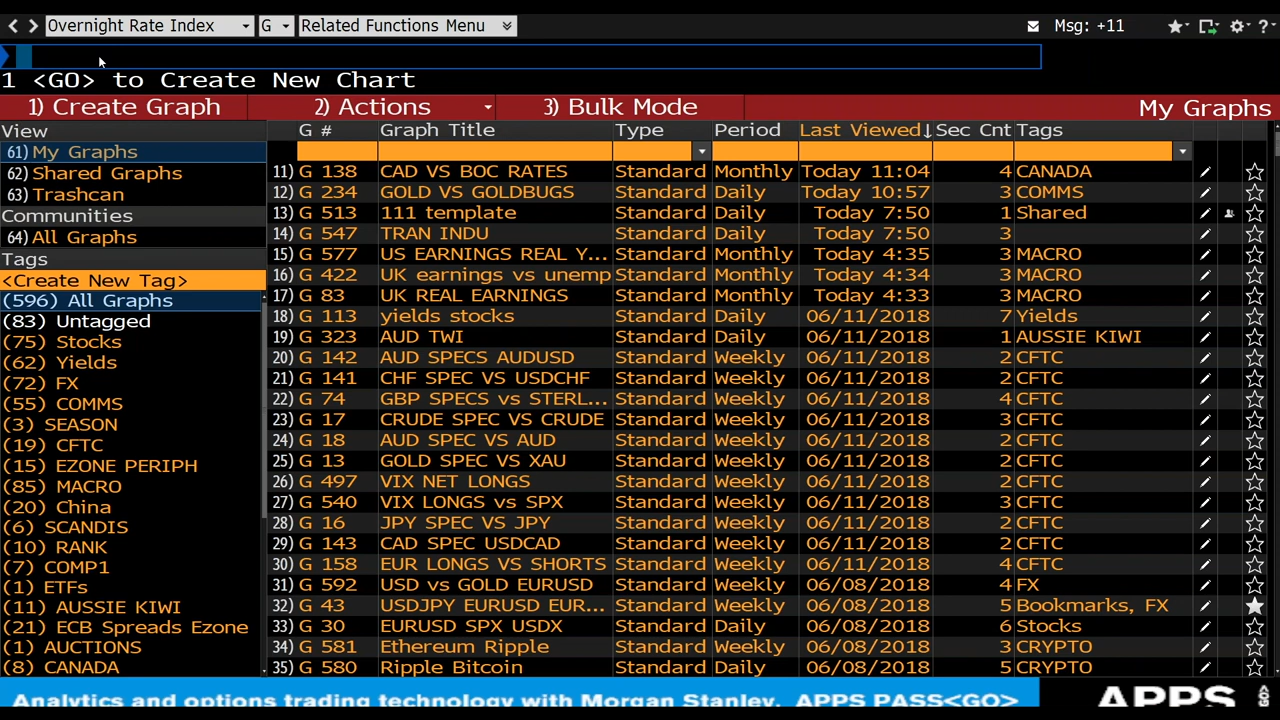 Overnight Rate Index G Related Functions Menu Msg: +11 ?
1 <GO> to Create New Chart
1) Create Graph 2) Actions 3) Bulk Mode My Graphs
View
61) My Graphs
62) Shared Graphs
63) Trashcan
Communities
64) All Graphs
Tags
<Create New Tag>
(596) All Graphs
(83) Untagged
(75) Stocks
(62) Yields
(72) FX
(55) COMMS
(3) SEASON
(19) CFTC
(15) EZONE PERIPH
(85) MACRO
(20) China
(6) SCANDIS
(10) RANK
(7) COMP1
(1) ETFs
(11) AUSSIE KIWI
(21) ECB Spreads Ezone
(1) AUCTIONS
(8) CANADA
G # Graph Title Type Period Last Viewed↓ Sec Cnt Tags
11) G 138 CAD VS BOC RATES Standard Monthly Today 11:04 4 CANADA
12) G 234 GOLD VS GOLDBUGS Standard Daily Today 10:57 3 COMMS
13) G 513 111 template Standard Daily Today 7:50 1 Shared
14) G 547 TRAN INDU Standard Daily Today 7:50 3
15) G 577 US EARNINGS REAL Y... Standard Monthly Today 4:35 3 MACRO
16) G 422 UK earnings vs unemp Standard Monthly Today 4:34 3 MACRO
17) G 83 UK REAL EARNINGS Standard Monthly Today 4:33 3 MACRO
18) G 113 yields stocks Standard Daily 06/11/2018 7 Yields
19) G 323 AUD TWI Standard Daily 06/11/2018 1 AUSSIE KIWI
20) G 142 AUD SPECS AUDUSD Standard Weekly 06/11/2018 2 CFTC
21) G 141 CHF SPEC VS USDCHF Standard Weekly 06/11/2018 2 CFTC
22) G 74 GBP SPECS vs STERL... Standard Weekly 06/11/2018 4 CFTC
23) G 17 CRUDE SPEC VS CRUDE Standard Weekly 06/11/2018 3 CFTC
24) G 18 AUD SPEC VS AUD Standard Weekly 06/11/2018 2 CFTC
25) G 13 GOLD SPEC VS XAU Standard Weekly 06/11/2018 2 CFTC
26) G 497 VIX NET LONGS Standard Weekly 06/11/2018 2 CFTC
27) G 540 VIX LONGS vs SPX Standard Weekly 06/11/2018 3 CFTC
28) G 16 JPY SPEC VS JPY Standard Weekly 06/11/2018 2 CFTC
29) G 143 CAD SPEC USDCAD Standard Weekly 06/11/2018 2 CFTC
30) G 158 EUR LONGS VS SHORTS Standard Weekly 06/11/2018 4 CFTC
31) G 592 USD vs GOLD EURUSD Standard Weekly 06/08/2018 4 FX
32) G 43 USDJPY EURUSD EUR... Standard Weekly 06/08/2018 5 Bookmarks, FX
33) G 30 EURUSD SPX USDX Standard Daily 06/08/2018 6 Stocks
34) G 581 Ethereum Ripple Standard Weekly 06/08/2018 3 CRYPTO
35) G 580 Ripple Bitcoin Standard Daily 06/08/2018 5 CRYPTO
Analytics and options trading technology with Morgan Stanley. APPS PASS<GO> APPS GO